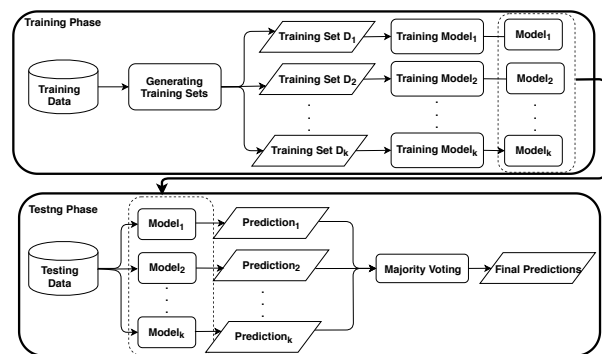 Training Phase
Training Set D₁
Training Model₁
Model₁
Training
Data
Generating
Training Sets
Training Set D₂
Training Model₂
Model₂
Training Set Dₖ
Training Modelₖ
Modelₖ
Testng Phase
Model₁
Prediction₁
Testing
Data
Model₂
Prediction₂
Majority Voting
Final Predictions
Modelₖ
Predictionₖ